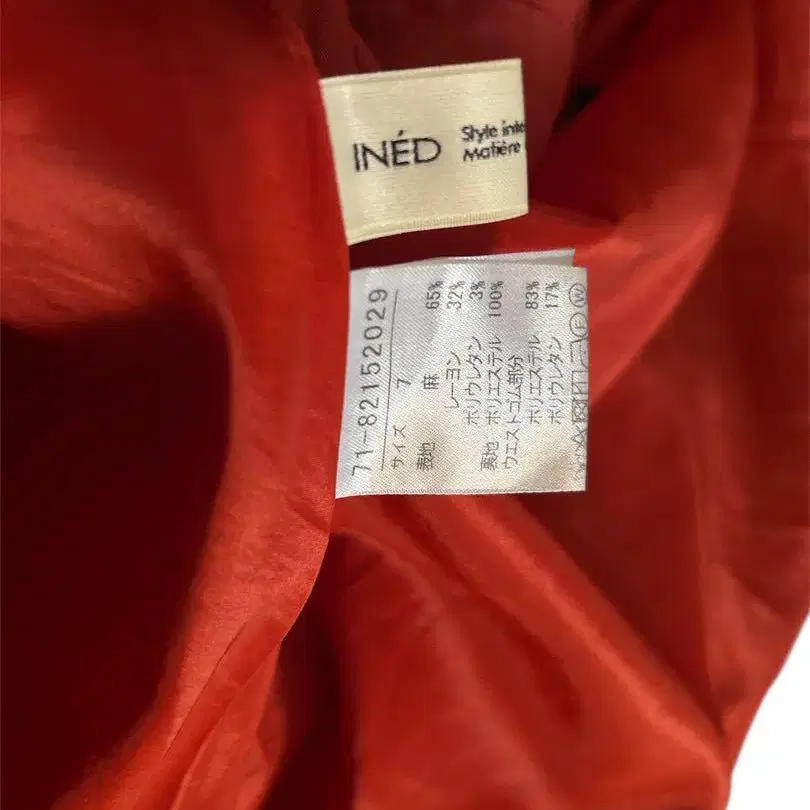 INÉD
Style inte
Matière
71-82152029
サイズ 7
表地 麻 65%
レーヨン 32%
ポリウレタン 3%
裏地 ポリエステル 100%
ウエストゴム部分
ポリエステル 83%
ポリウレタン 17%
F W